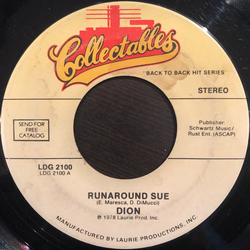 Collectables
"BACK TO BACK HIT SERIES"
STEREO
SEND FOR
FREE
CATALOG
Publisher:
Schwartz Music/
Rust Ent. (ASCAP)
LDG 2100
LDG 2100 A
RUNAROUND SUE
(E. Maresca, D. DiMucci)
DION
℗ 1978 Laurie Prod. Inc.
MANUFACTURED BY LAURIE PRODUCTIONS, INC.